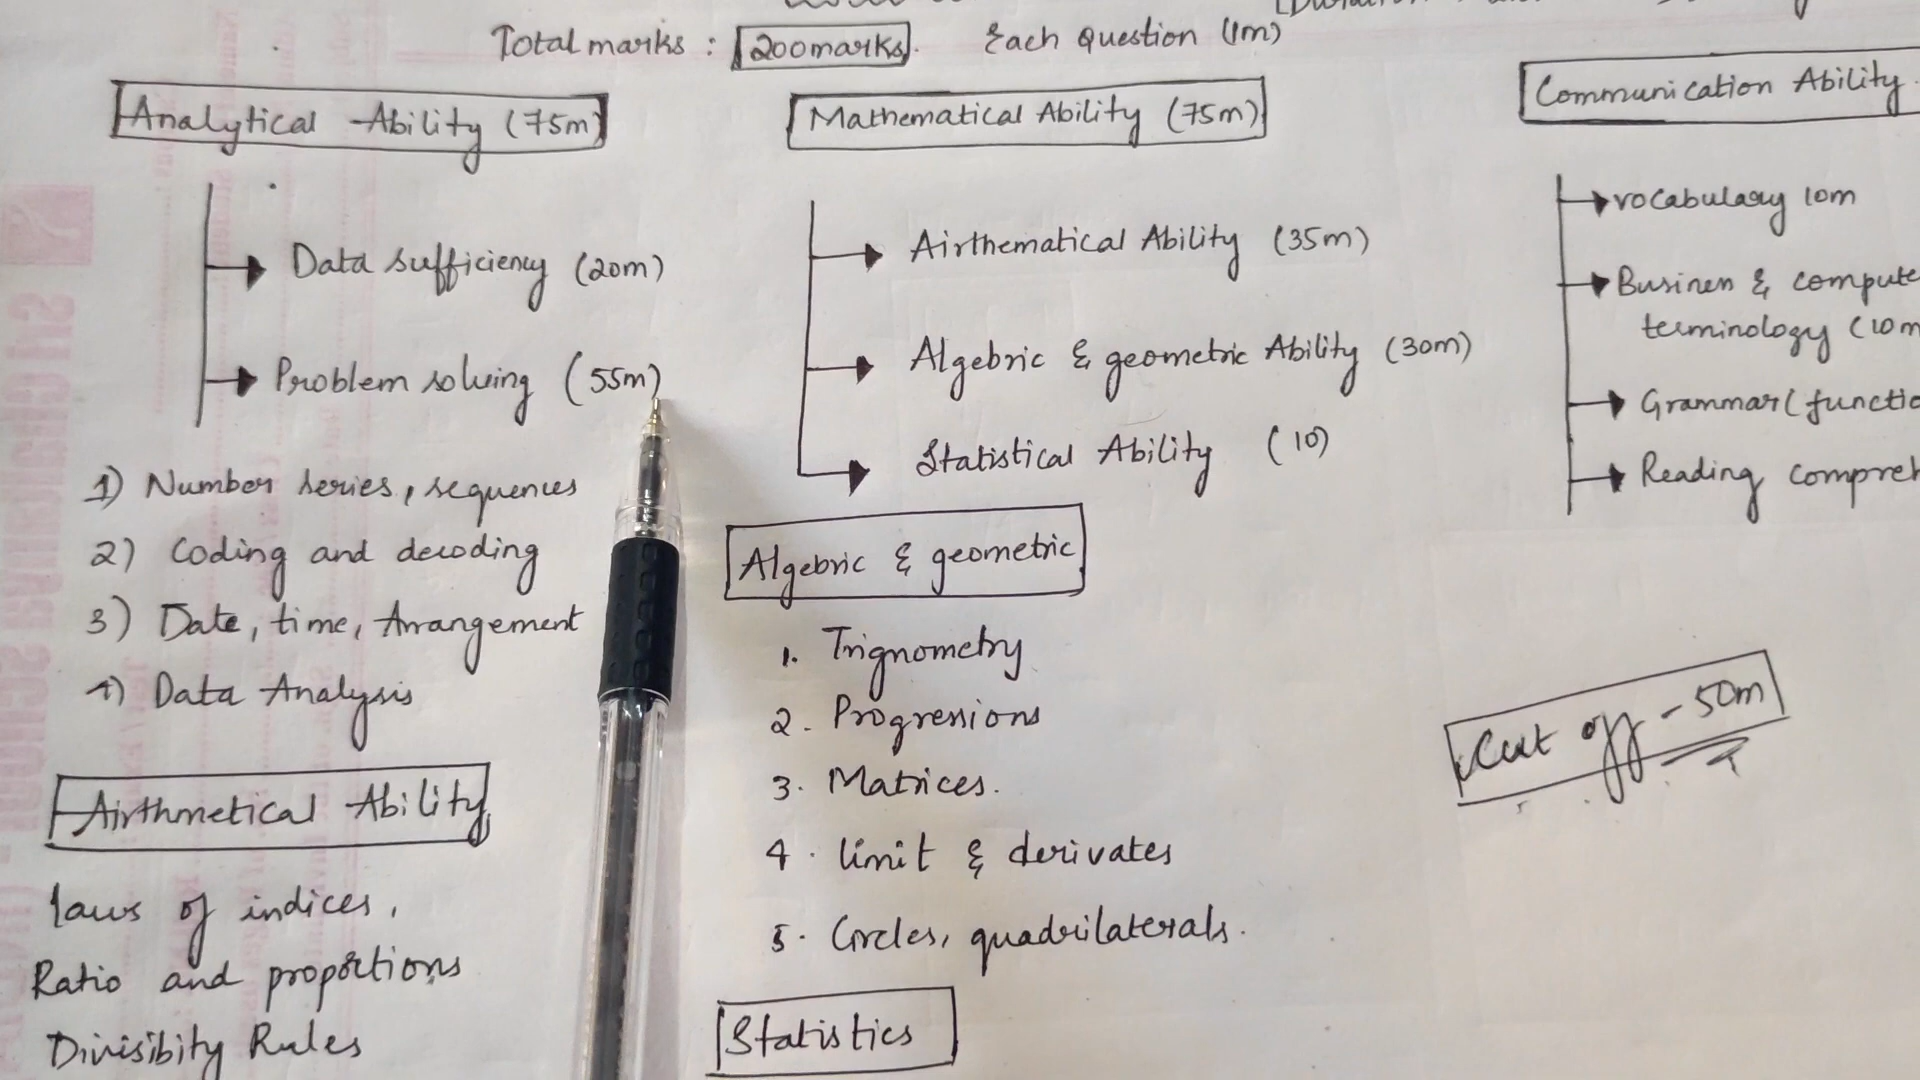 Total marks : 200marks. Each Question (1m)
Analytical Ability (75m)
Data sufficiency (20m)
Problem solving (55m)
1) Number series, sequences
2) Coding and decoding
3) Date, time, Arrangement
4) Data Analysis
Airthmetical Ability
laws of indices,
Ratio and proportions
Divisibity Rules
Mathematical Ability (75m)
Airthematical Ability (35m)
Algebric & geometric Ability (30m)
Statistical Ability (10)
Algebric & geometric
1. Trignometry
2. Progressions
3. Matrices.
4. limit & derivates
5. Circles, quadrilaterals.
Statistics
Communication Ability
vocabulary 10m
Business & compute
terminology (10m
Grammar (functio
Reading compreh
Cut off - 50m